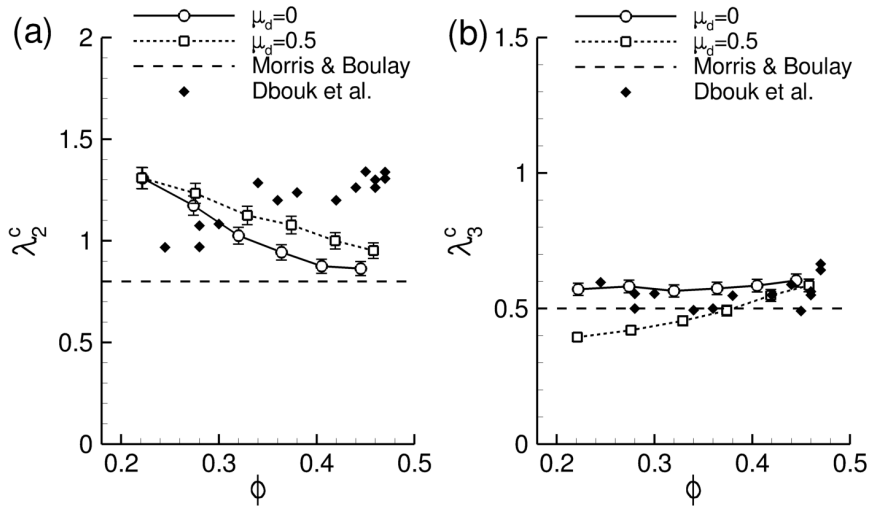 (a)
μd=0
μd=0.5
Morris & Boulay
Dbouk et al.
2
1.5
1
0.5
0
λ2c
0.2
0.3
0.4
0.5
ϕ
(b)
μd=0
μd=0.5
Morris & Boulay
Dbouk et al.
1.5
1
0.5
0
λ3c
0.2
0.3
0.4
0.5
ϕ